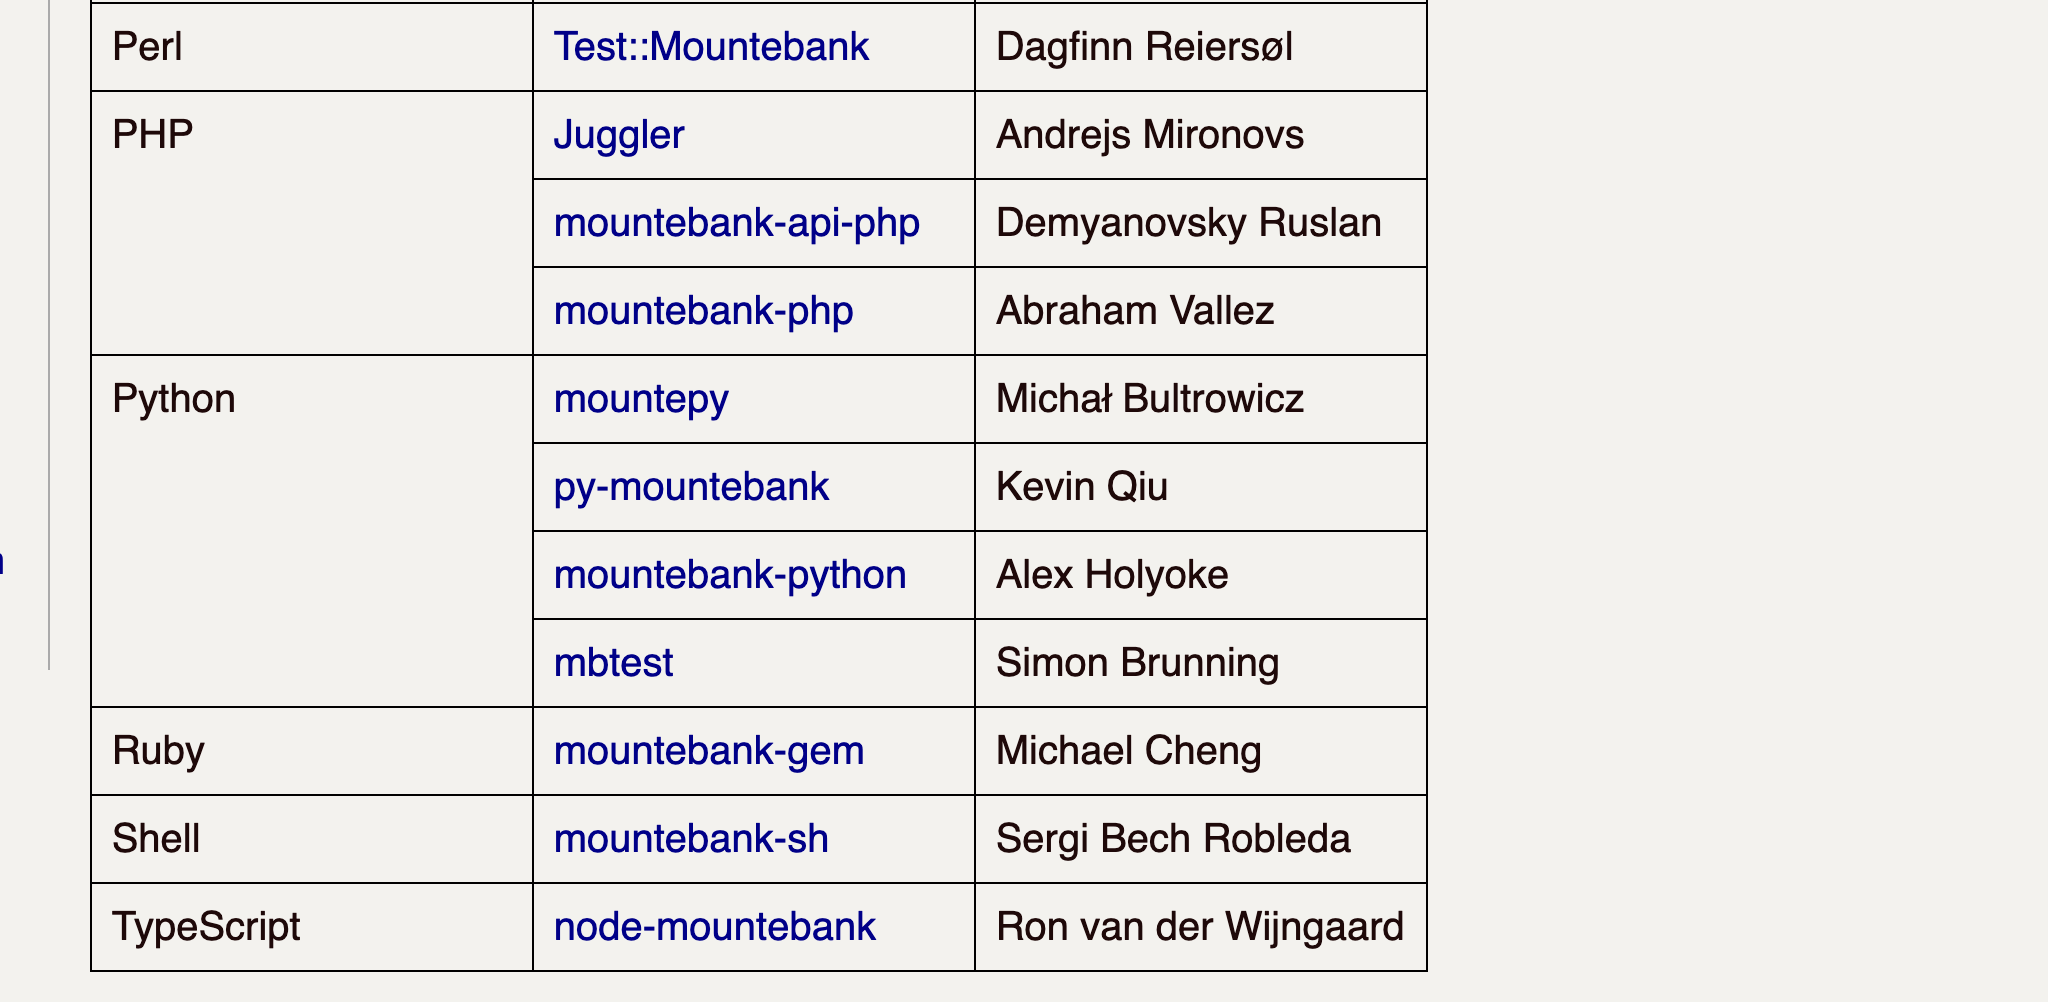 Perl Test::Mountebank Dagfinn Reiersøl
PHP Juggler Andrejs Mironovs
mountebank-api-php Demyanovsky Ruslan
mountebank-php Abraham Vallez
Python mountepy Michał Bultrowicz
py-mountebank Kevin Qiu
mountebank-python Alex Holyoke
mbtest Simon Brunning
Ruby mountebank-gem Michael Cheng
Shell mountebank-sh Sergi Bech Robleda
TypeScript node-mountebank Ron van der Wijngaard